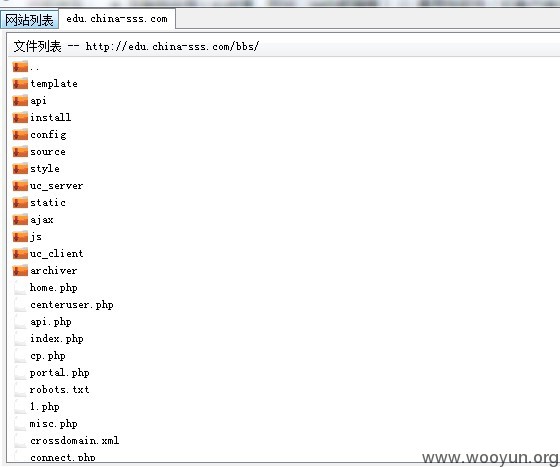 网站列表 edu.china-sss.com
文件列表 -- http://edu.china-sss.com/bbs/
..
template
api
install
config
source
style
uc_server
static
ajax
js
uc_client
archiver
home.php
centeruser.php
api.php
index.php
cp.php
portal.php
robots.txt
1.php
misc.php
crossdomain.xml
connect.php
www.wooyun.org